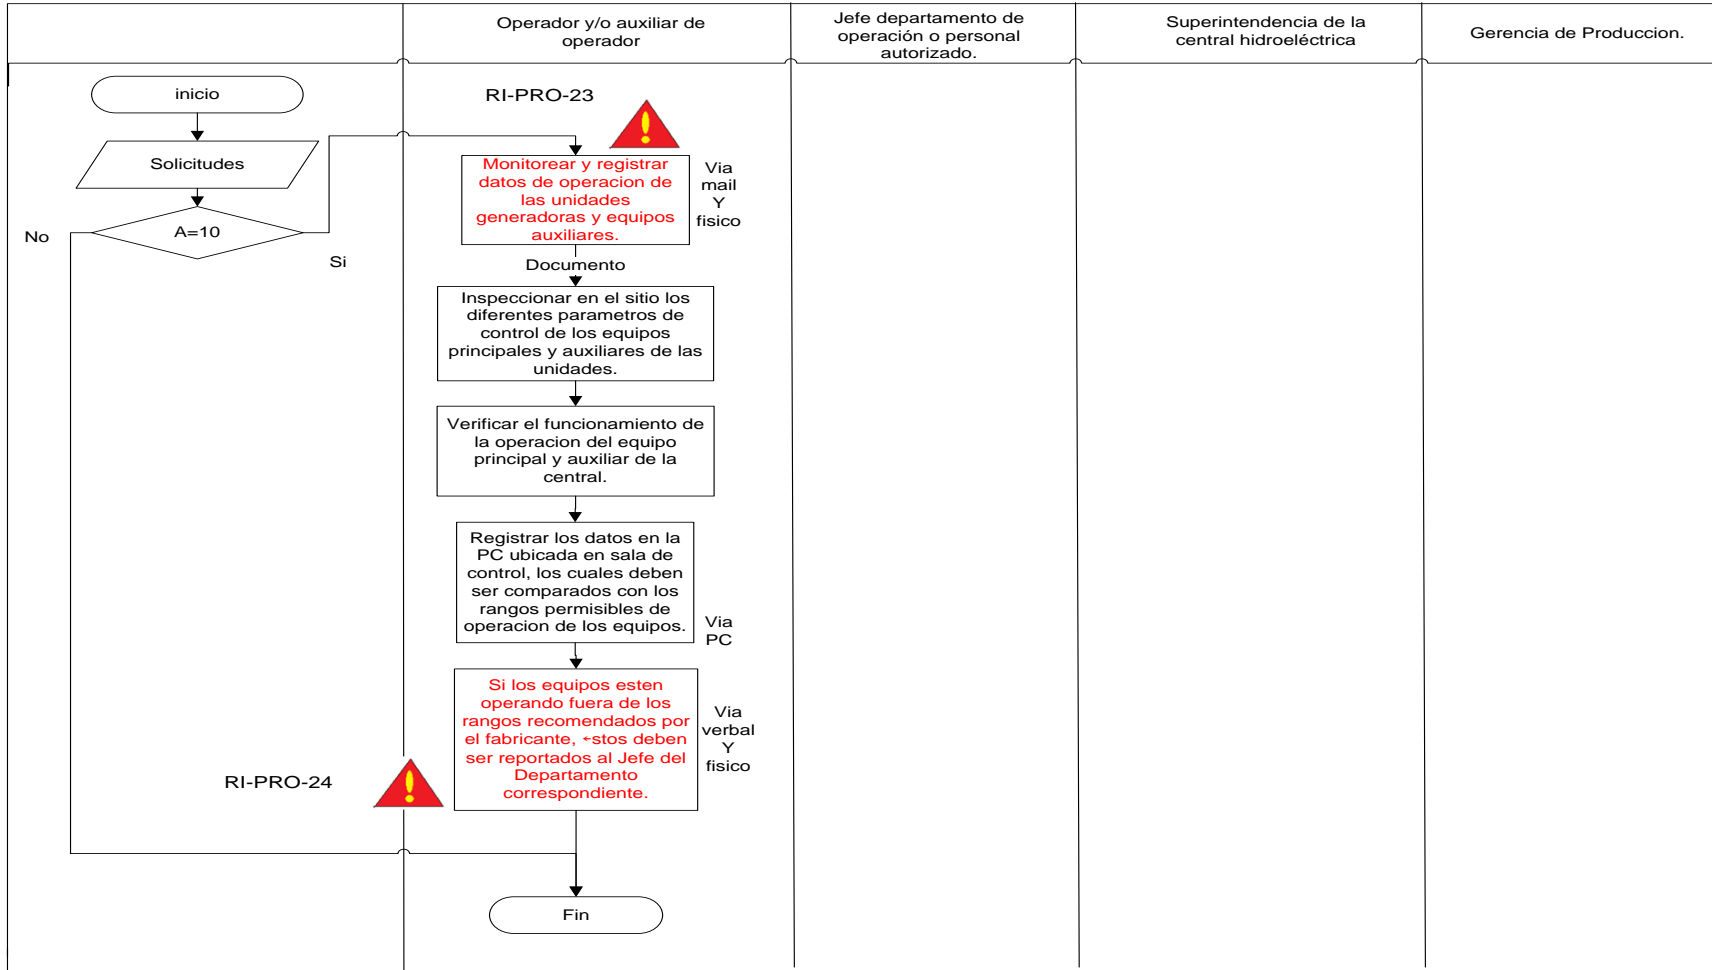 Operador y/o auxiliar de
operador
Jefe departamento de
operación o personal
autorizado.
Superintendencia de la
central hidroeléctrica
Gerencia de Produccion.
inicio
Solicitudes
A=10
No
Si
RI-PRO-23
Monitorear y registrar
datos de operacion de
las unidades
generadoras y equipos
auxiliares.
Via
mail
Y
fisico
Documento
Inspeccionar en el sitio los
diferentes parametros de
control de los equipos
principales y auxiliares de las
unidades.
Verificar el funcionamiento de
la operacion del equipo
principal y auxiliar de la
central.
Registrar los datos en la
PC ubicada en sala de
control, los cuales deben
ser comparados con los
rangos permisibles de
operacion de los equipos.
Via
PC
Si los equipos esten
operando fuera de los
rangos recomendados por
el fabricante, ←stos deben
ser reportados al Jefe del
Departamento
correspondiente.
Via
verbal
Y
fisico
RI-PRO-24
Fin